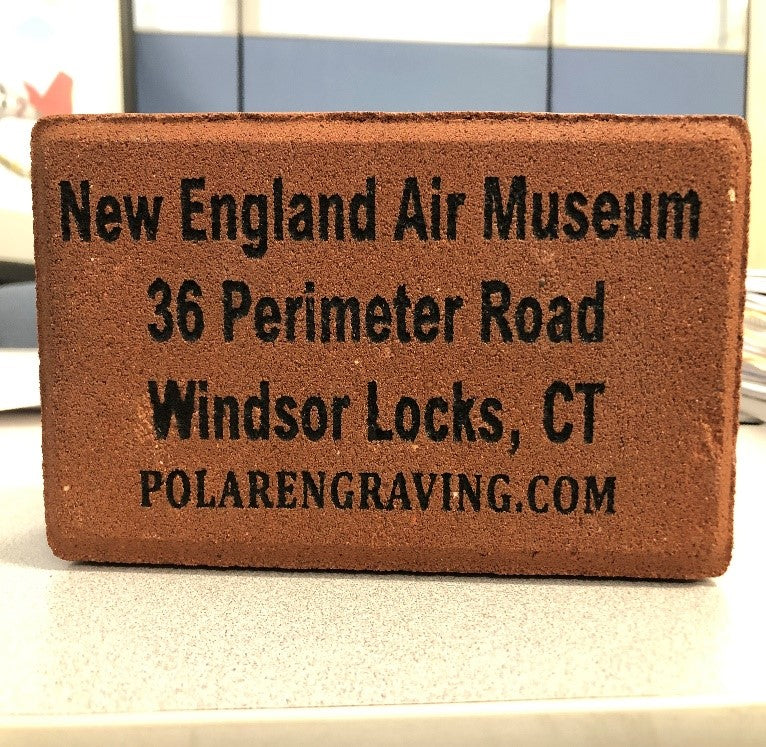 New England Air Museum
36 Perimeter Road
Windsor Locks, CT
POLARENGRAVING.COM